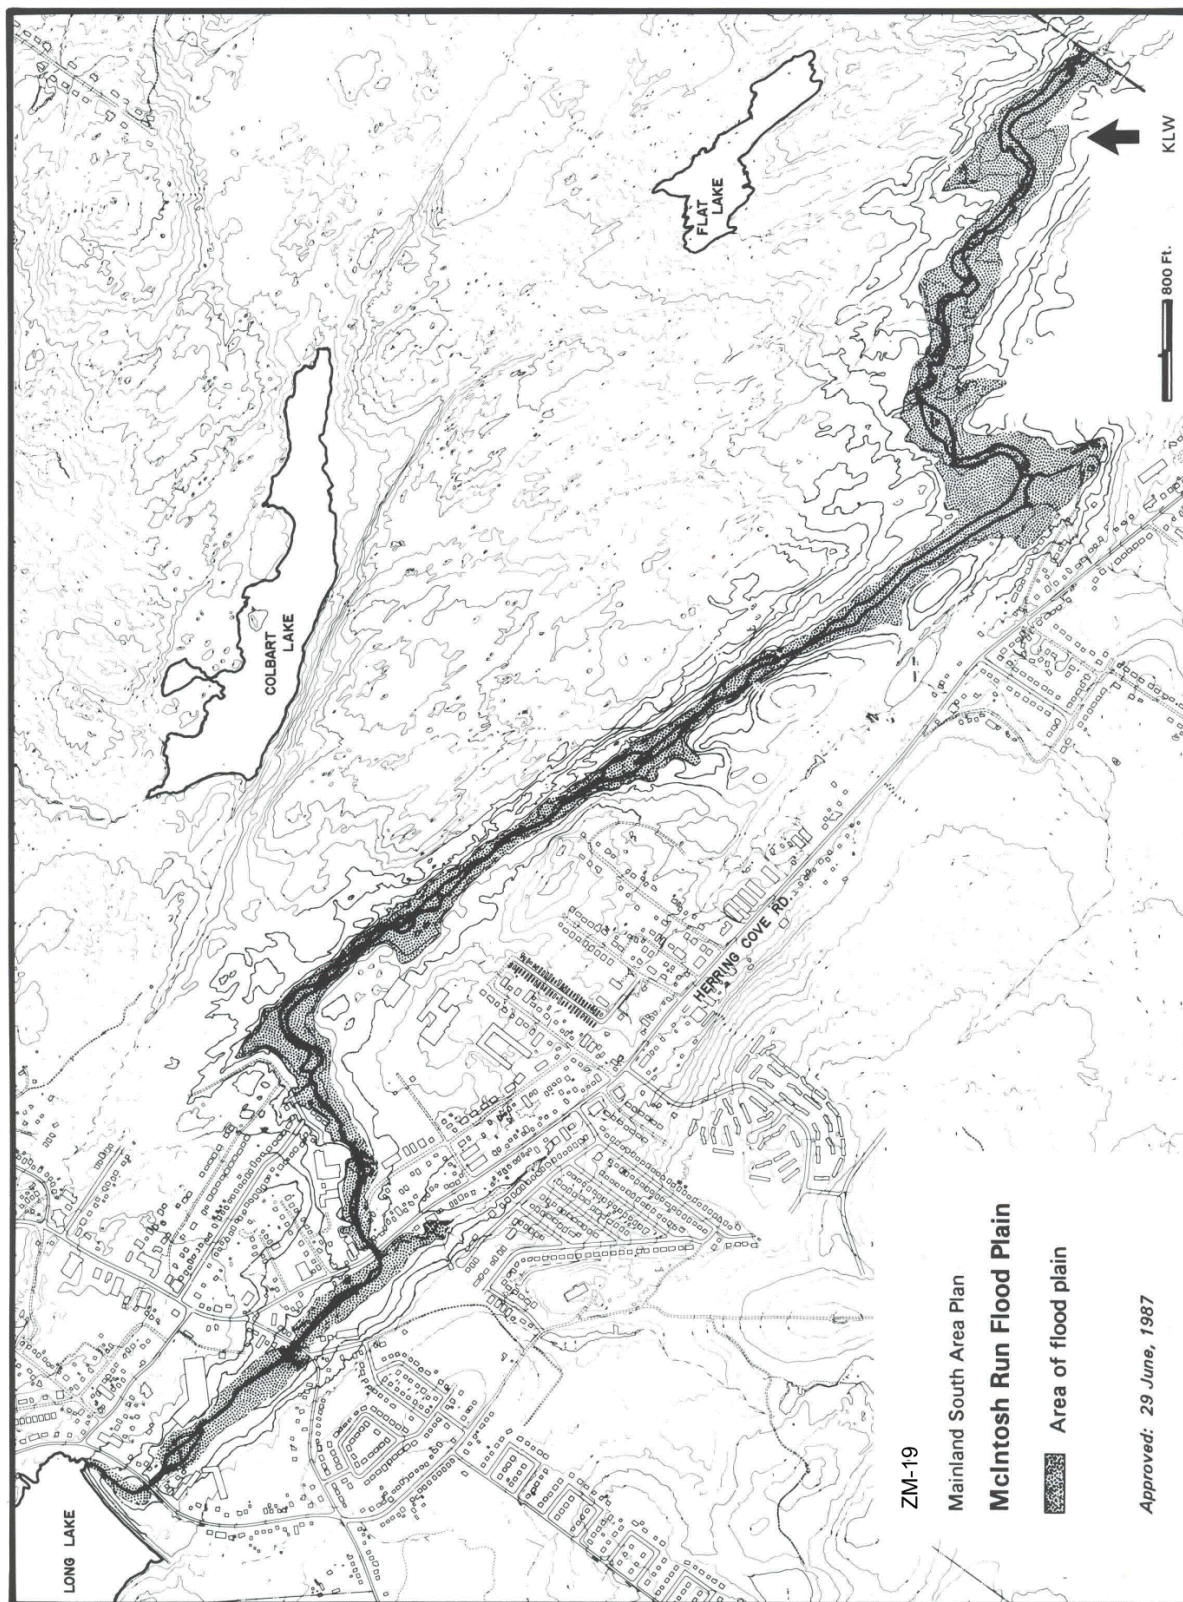 LONG LAKE
COLBART
LAKE
FLAT
LAKE
HERRING COVE RD.
ZM-19
Mainland South Area Plan
McIntosh Run Flood Plain
Area of flood plain
Approved: 29 June, 1987
800 Ft.
KLW